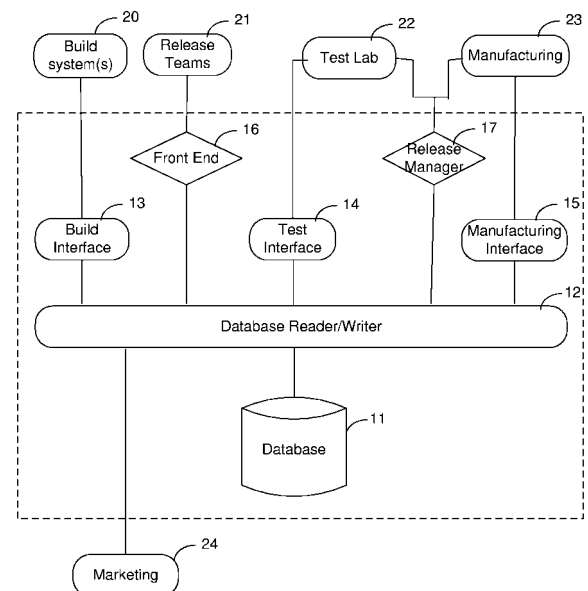 20
21
22
23
Build
system(s)
Release
Teams
Test Lab
Manufacturing
16
17
Front End
Release
Manager
13
14
15
Build
Interface
Test
Interface
Manufacturing
Interface
12
Database Reader/Writer
11
Database
24
Marketing